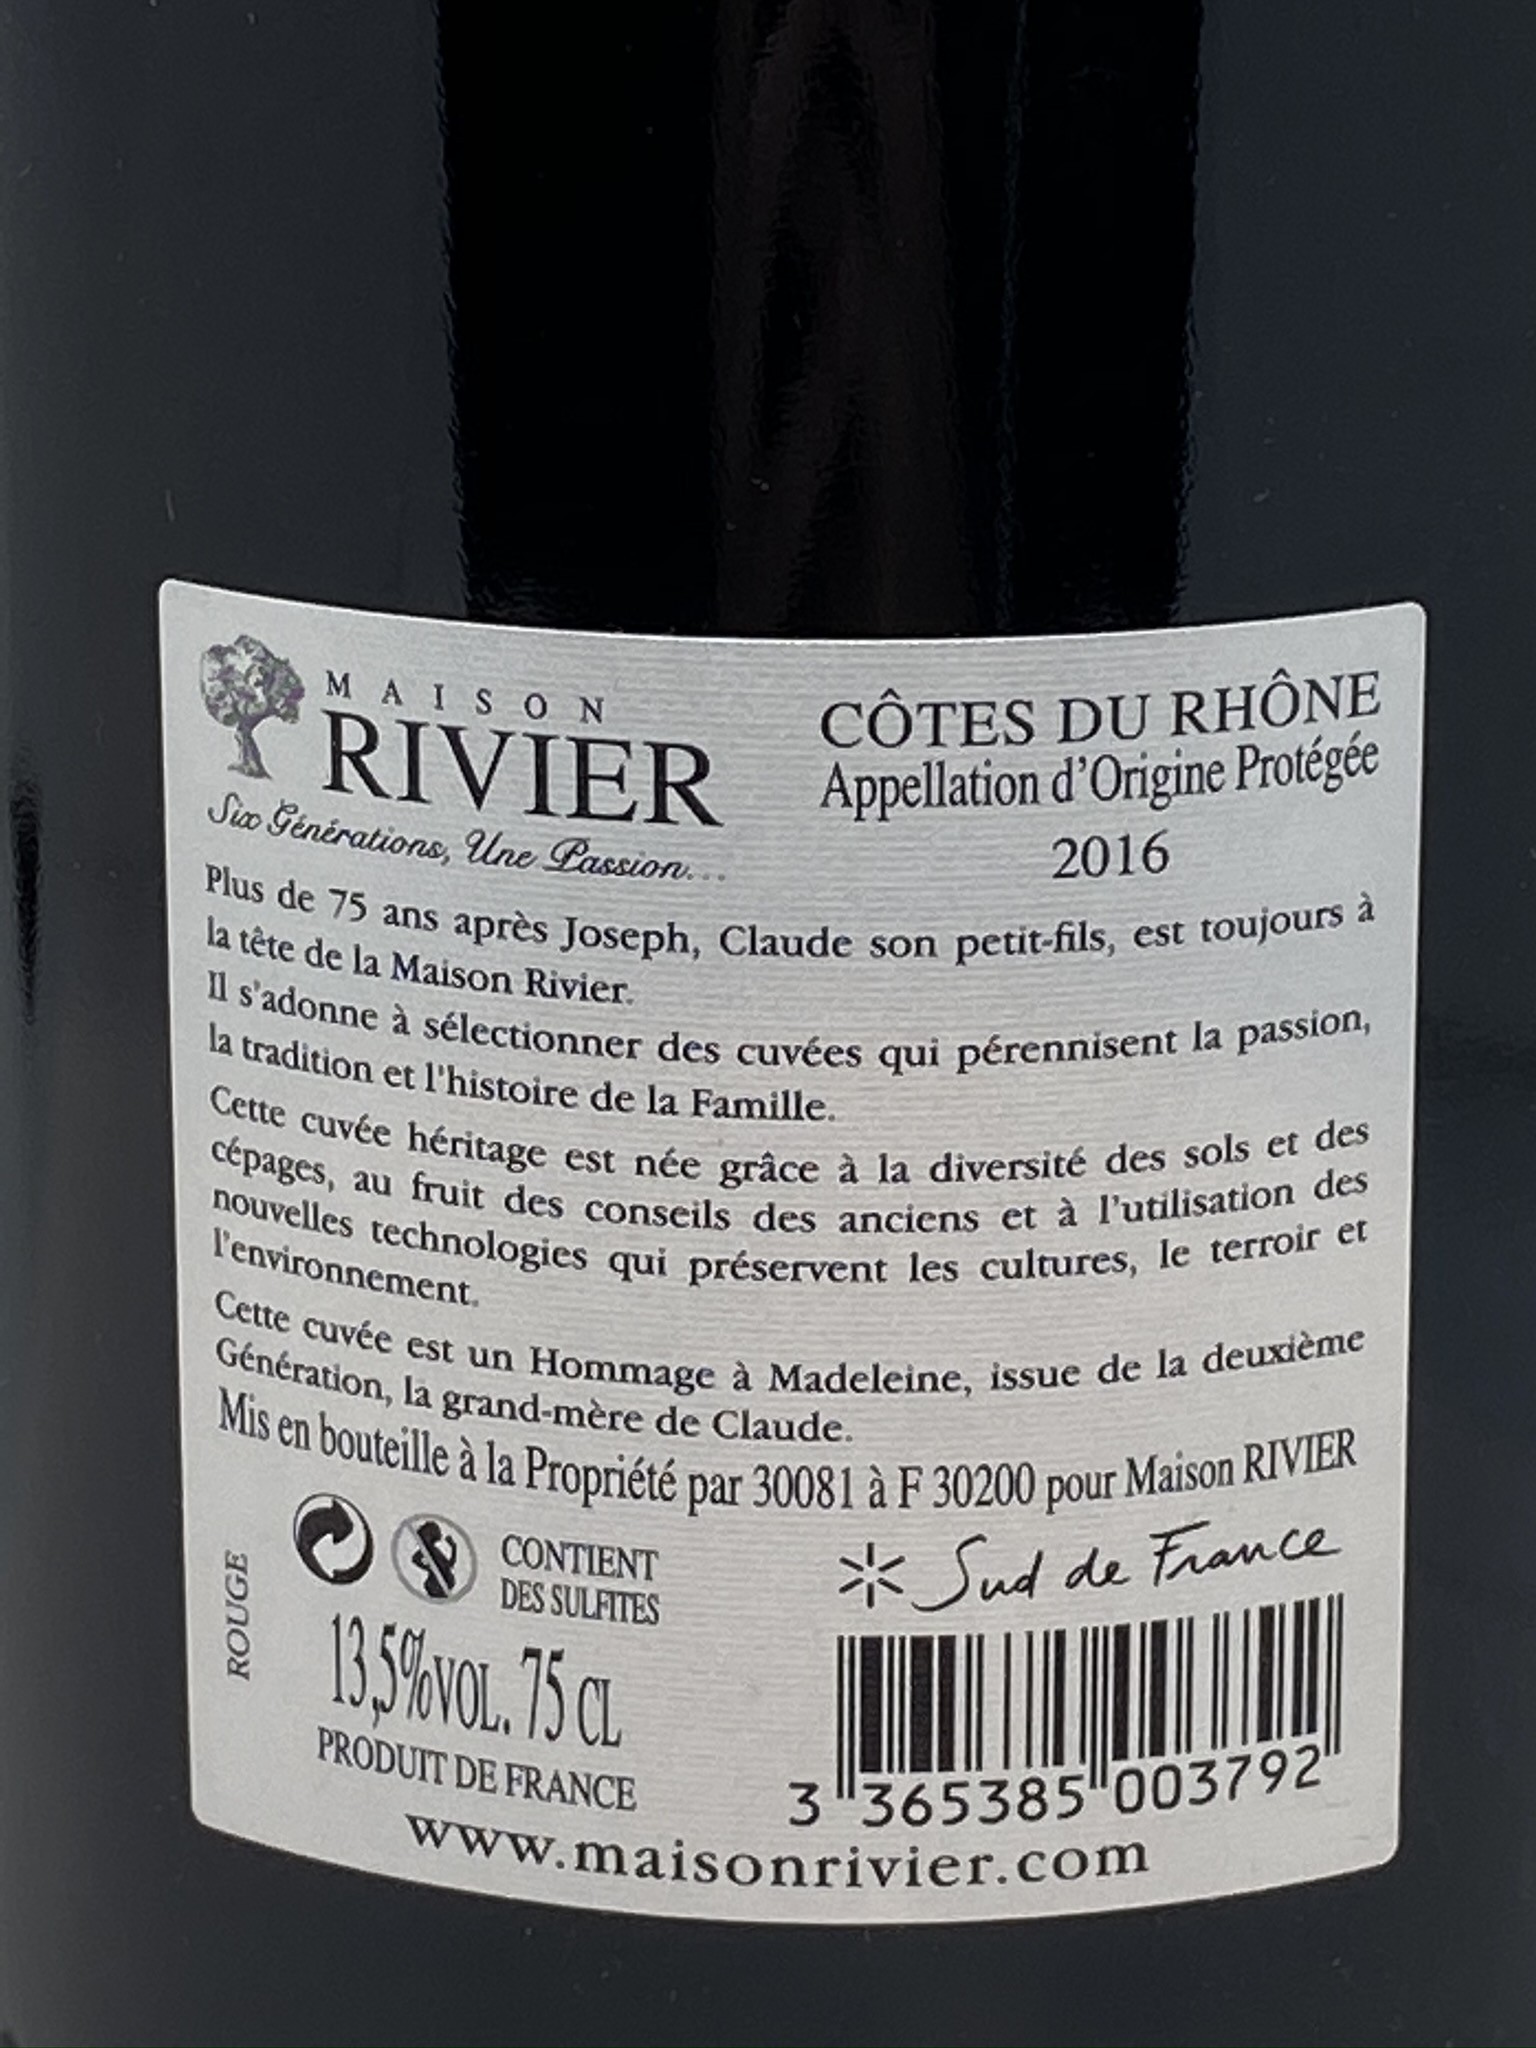 MAISON
RIVIER
Six Générations, Une Passion...
CÔTES DU RHÔNE
Appellation d'Origine Protégée
2016
Plus de 75 ans après Joseph, Claude son petit-fils, est toujours à
la tête de la Maison Rivier.
Il s'adonne à sélectionner des cuvées qui pérennisent la passion,
la tradition et l'histoire de la Famille.
Cette cuvée héritage est née grâce à la diversité des sols et des
cépages, au fruit des conseils des anciens et à l'utilisation des
nouvelles technologies qui préservent les cultures, le terroir et
l'environnement.
Cette cuvée est un Hommage à Madeleine, issue de la deuxième
Génération, la grand-mère de Claude.
Mis en bouteille à la Propriété par 30081 à F 30200 pour Maison RIVIER
ROUGE
CONTIENT
DES SULFITES
13,5%VOL. 75 CL
PRODUIT DE FRANCE
Sud de France
3 365385 003792
www.maisonrivier.com